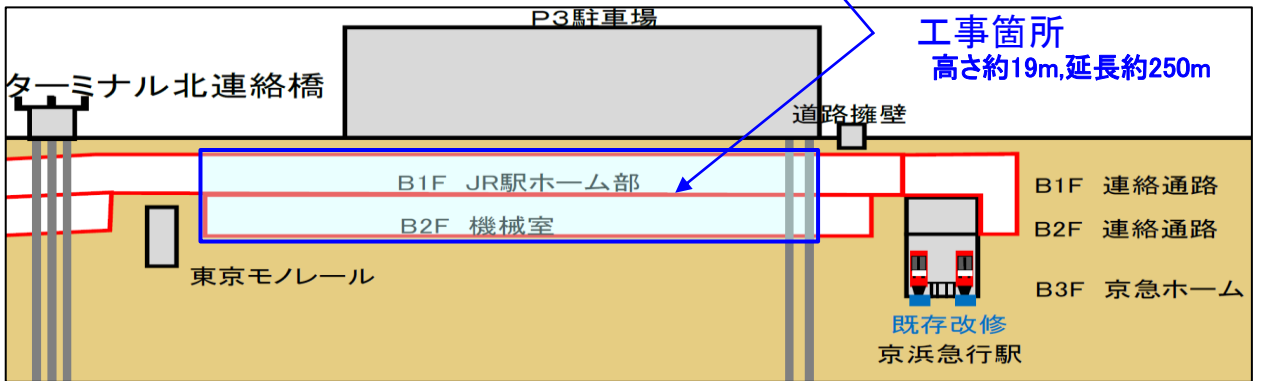 P3駐車場
工事箇所
高さ約19m,延長約250m
ターミナル北連絡橋
道路擁壁
B1F JR駅ホーム部
B1F 連絡通路
B2F 機械室
B2F 連絡通路
東京モノレール
B3F 京急ホーム
既存改修
京浜急行駅